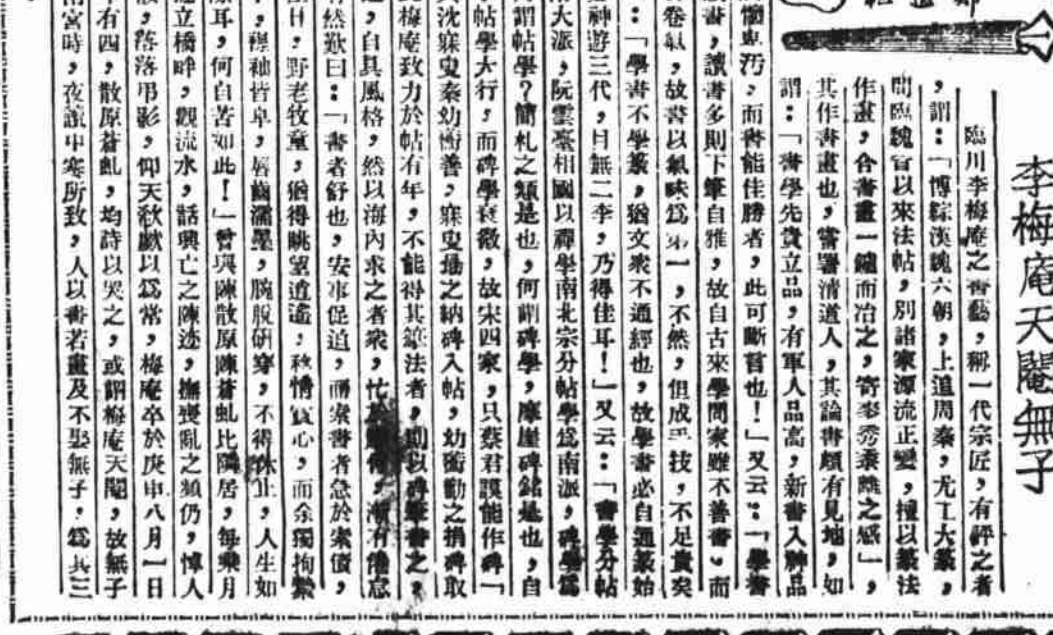 李梅庵天閹無子
臨川李梅庵之書藝,稱一代宗匠,有評之者
,謂:「博綜漢魏六朝,上追周秦,尤工大篆,
間臨魏晉以來法帖,別諸家源流正變,擅以篆法
作畫,合書畫一鑪而冶之,寄麥秀黍離之感」,
其作書畫也,嘗署清道人,其論書頗有見地,如
謂:「書學先貴立品,有軍人品高,新書入神品
卑汚,而書能佳勝者,此可斷言也!」又云:「學書
讀書,讀書多則下筆自雅,故自古來學問家雖不善書,而
卷氣,故書以氣味爲第一,不然,但成手技,不足貴矣
:「學書不學篆,猶文家不通經也,故學書必自通篆始
神遊三代,目無二李,乃得佳耳!」又云:「書學分帖
大派,阮雲臺相國以禪學南北宗分帖學爲南派,碑學爲
謂帖學?簡札之類是也,何謂碑學,摩崖碑銘是也,自
帖學大行,而碑學衰微,故宋四家,只蔡君謨能作碑一
沈寐叟秦幼衡善,寐叟勸之納碑入帖,幼衡勸之捐碑取
梅庵致力於帖有年,不能得其筆法者,則以碑筆書之,
,自具風格,然以海內求之者衆,忙於 ,漸有倦怠
然歎曰:「書者舒也,安事促迫,而索書者急於索債,
日,野老牧童,猶得眺望逍遙,移情賞心,而余獨拘繫
,襟袖皆皁,唇齒濡墨,腕脫研穿,不得休止,人生如
耳,何自苦如此!」曾與陳散原陳蒼虬比隣居,每乘月
立橋畔,觀流水,話興亡之陳迹,撫喪亂之頻仍,悼人
,落落弔影,仰天欷歔以爲常,梅庵卒於庚申八月一日
有四,散原蒼虬,均詩以哭之,或謂梅庵天閹,故無子
宮時,夜讀中寒所致,人以書若畫及不娶無子,爲其三